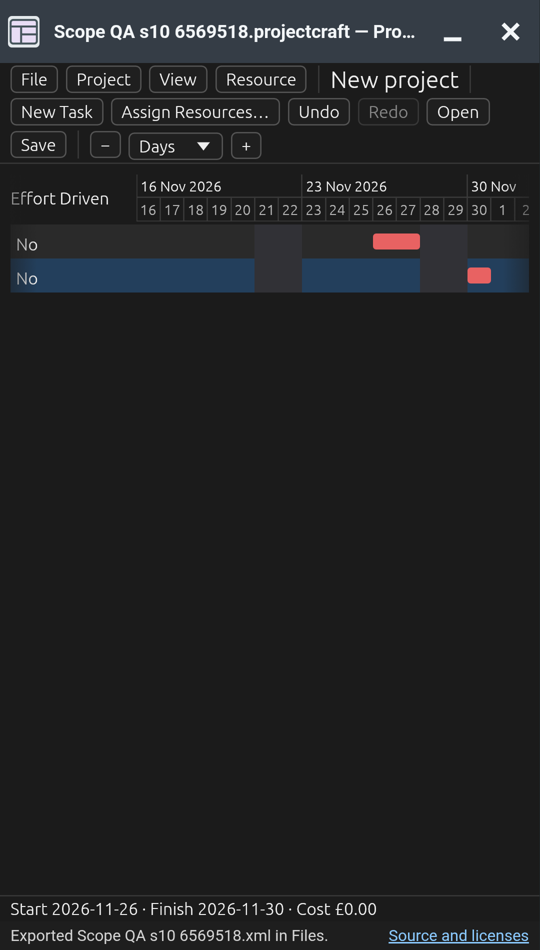 Scope QA s10 6569518.projectcraft — Pro...
File Project View Resource New project
New Task Assign Resources... Undo Redo Open
Save − Days +
Effort Driven
16 Nov 2026 23 Nov 2026 30 Nov
16 17 18 19 20 21 22 23 24 25 26 27 28 29 30 1 2
No
No
Start 2026-11-26 · Finish 2026-11-30 · Cost £0.00
Exported Scope QA s10 6569518.xml in Files. Source and licenses